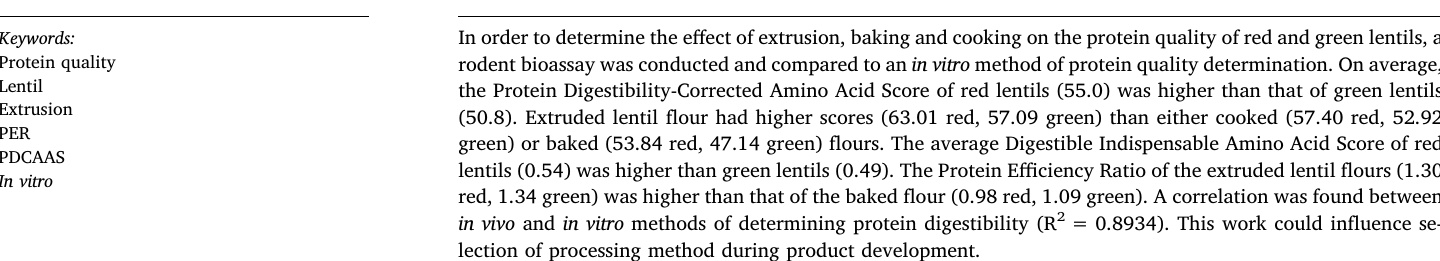 Keywords:
Protein quality
Lentil
Extrusion
PER
PDCAAS
In vitro
In order to determine the effect of extrusion, baking and cooking on the protein quality of red and green lentils, a
rodent bioassay was conducted and compared to an in vitro method of protein quality determination. On average,
the Protein Digestibility-Corrected Amino Acid Score of red lentils (55.0) was higher than that of green lentils
(50.8). Extruded lentil flour had higher scores (63.01 red, 57.09 green) than either cooked (57.40 red, 52.92
green) or baked (53.84 red, 47.14 green) flours. The average Digestible Indispensable Amino Acid Score of red
lentils (0.54) was higher than green lentils (0.49). The Protein Efficiency Ratio of the extruded lentil flours (1.30
red, 1.34 green) was higher than that of the baked flour (0.98 red, 1.09 green). A correlation was found between
in vivo and in vitro methods of determining protein digestibility (R² = 0.8934). This work could influence se-
lection of processing method during product development.